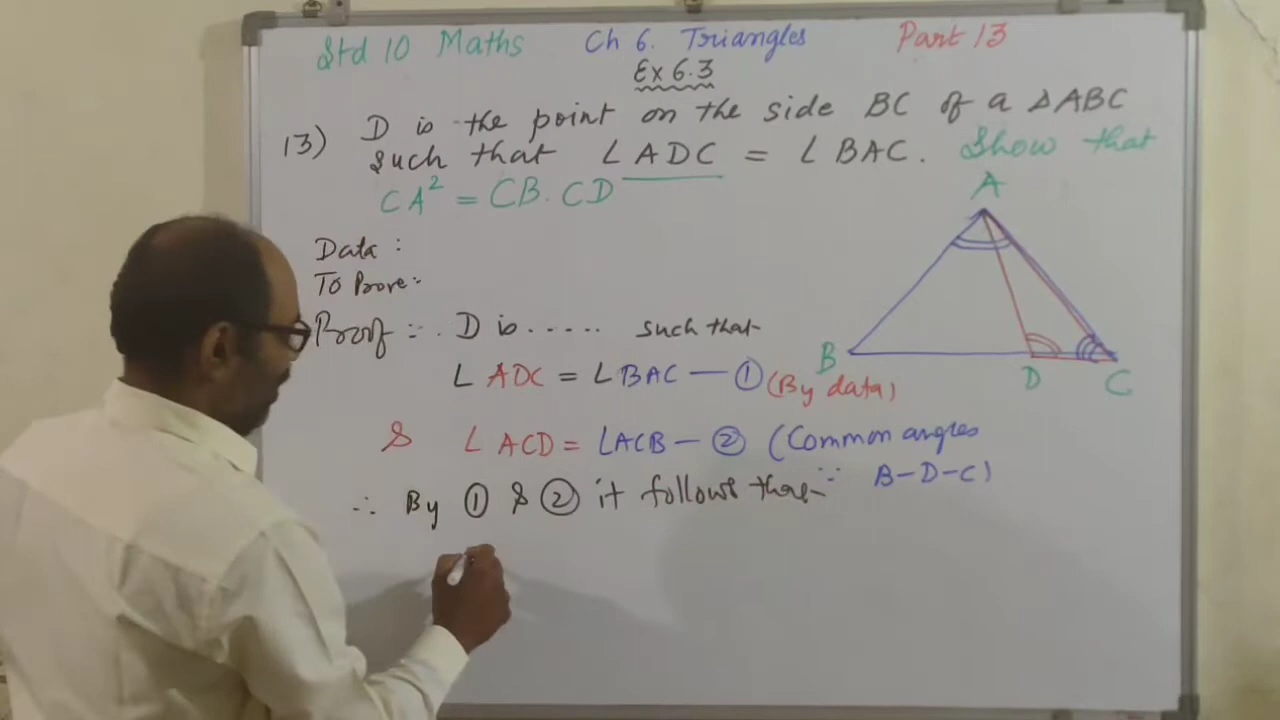 Std 10 Maths Ch 6. Triangles Part 13
Ex 6.3
13) D is the point on the side BC of a ΔABC
such that ∠ADC = ∠BAC. Show that
CA² = CB.CD
Data :
To Prove:-
Proof :- D is ..... such that
∠ADC = ∠BAC — ① (By data)
& ∠ACD = ∠ACB — ② (Common angles
∵ B-D-C)
∴ By ① & ② it follows that
A
B
D
C